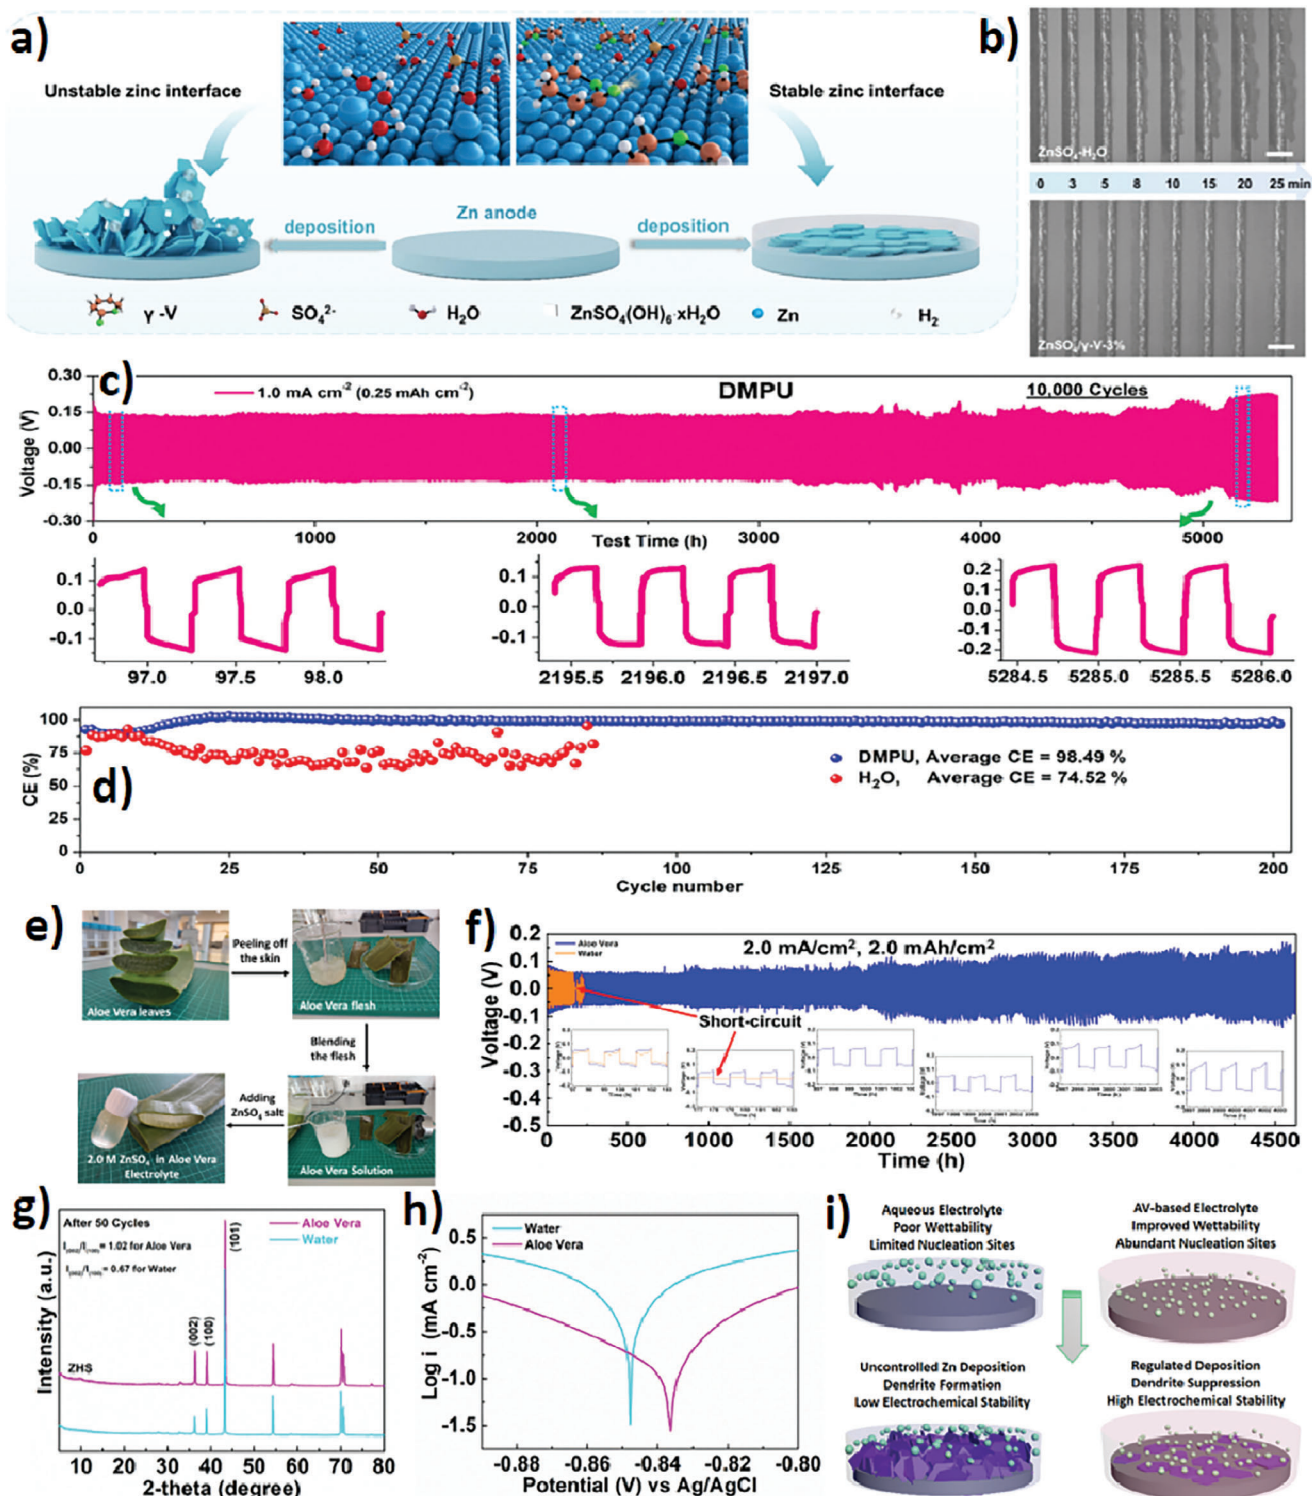 a)
Unstable zinc interface
Stable zinc interface
deposition
Zn anode
deposition
γ-V
SO₄²⁻
H₂O
ZnSO₄(OH)₆·xH₂O
Zn
H₂
b)
ZnSO₄-H₂O
0 3 5 8 10 15 20 25 min
ZnSO₄/γ-V-3%
c)
1.0 mA cm⁻² (0.25 mAh cm⁻²)
DMPU
10,000 Cycles
Voltage (V)
0.30
0.15
0.00
-0.15
-0.30
0 1000 2000 3000 4000 5000
Test Time (h)
0.1
0.0
-0.1
97.0 97.5 98.0
0.1
0.0
-0.1
2195.5 2196.0 2196.5 2197.0
0.2
0.1
0.0
-0.1
-0.2
5284.5 5285.0 5285.5 5286.0
d)
CE (%)
100
75
50
25
0
DMPU, Average CE = 98.49 %
H₂O, Average CE = 74.52 %
0 25 50 75 100 125 150 175 200
Cycle number
e)
Aloe Vera leaves
Peeling off
the skin
Aloe Vera flesh
Blending
the flesh
Aloe Vera Solution
Adding
ZnSO₄ salt
2.0 M ZnSO₄ in Aloe Vera
Electrolyte
f)
Aloe Vera
Water
2.0 mA/cm², 2.0 mAh/cm²
Short-circuit
Voltage (V)
0.2
0.1
0.0
-0.1
-0.2
-0.3
-0.4
-0.5
0 500 1000 1500 2000 2500 3000 3500 4000 4500
Time (h)
g)
After 50 Cycles
Aloe Vera
Water
I₍₀₀₂₎/I₍₁₀₀₎= 1.02 for Aloe Vera
I₍₀₀₂₎/I₍₁₀₀₎= 0.67 for Water
(002)
(100)
(101)
ZHS
Intensity (a.u.)
10 20 30 40 50 60 70 80
2-theta (degree)
h)
Water
Aloe Vera
Log i (mA cm⁻²)
0.5
0.0
-0.5
-1.0
-1.5
-0.88 -0.86 -0.84 -0.82 -0.80
Potential (V) vs Ag/AgCl
i)
Aqueous Electrolyte
Poor Wettability
Limited Nucleation Sites
AV-based Electrolyte
Improved Wettability
Abundant Nucleation Sites
Uncontrolled Zn Deposition
Dendrite Formation
Low Electrochemical Stability
Regulated Deposition
Dendrite Suppression
High Electrochemical Stability